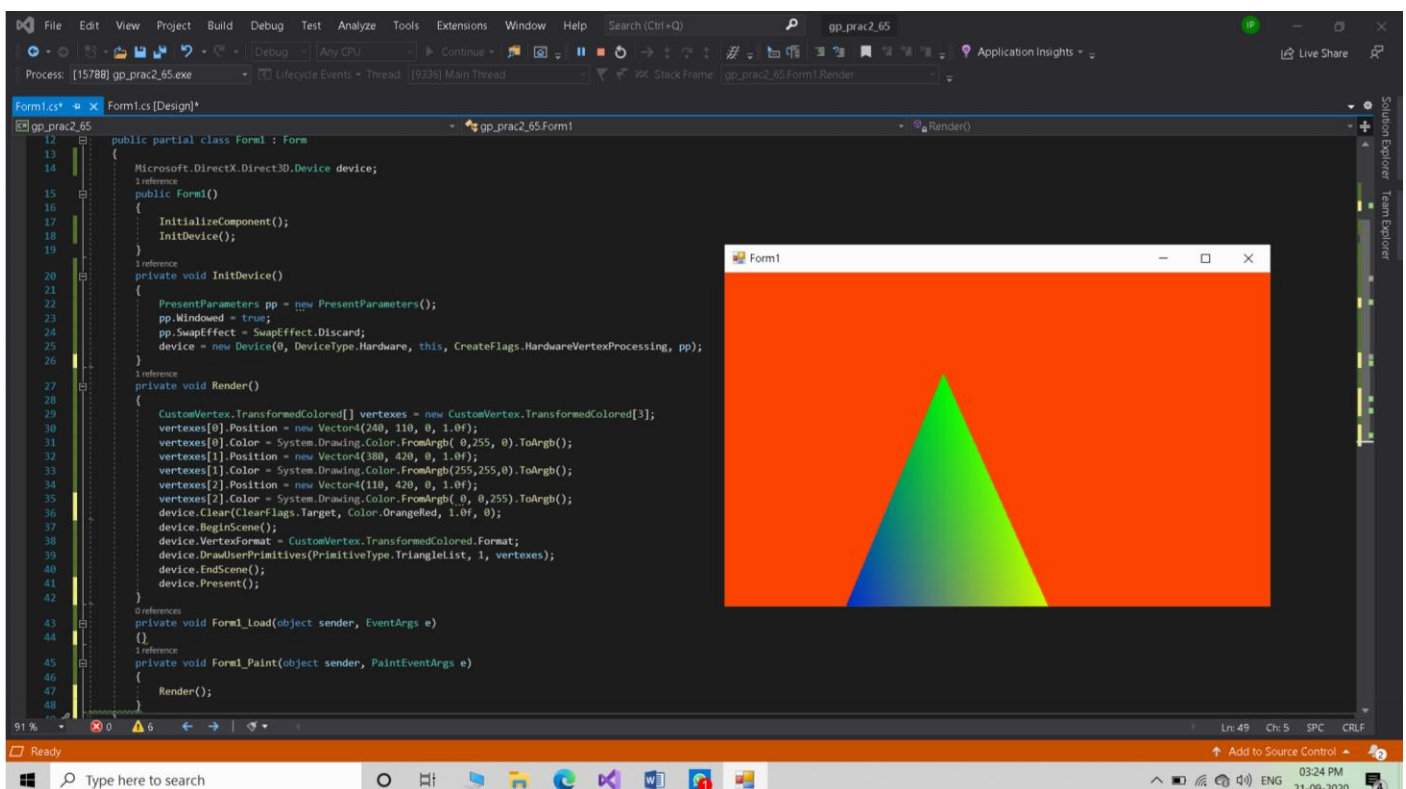 File Edit View Project Build Debug Test Analyze Tools Extensions Window Help Search (Ctrl+Q) gp_prac2_65 IP
Debug Any CPU Continue Application Insights Live Share
Process: [15788] gp_prac2_65.exe Lifecycle Events Thread: [9336] Main Thread Stack Frame: gp_prac2_65.Form1.Render
Form1.cs* Form1.cs [Design]*
gp_prac2_65 gp_prac2_65.Form1 Render()
Solution Explorer
Team Explorer
12 public partial class Form1 : Form
13 {
14 Microsoft.DirectX.Direct3D.Device device;
1 reference
15 public Form1()
16 {
17 InitializeComponent();
18 InitDevice();
19 }
1 reference
20 private void InitDevice()
21 {
22 PresentParameters pp = new PresentParameters();
23 pp.Windowed = true;
24 pp.SwapEffect = SwapEffect.Discard;
25 device = new Device(0, DeviceType.Hardware, this, CreateFlags.HardwareVertexProcessing, pp);
26 }
1 reference
27 private void Render()
28 {
29 CustomVertex.TransformedColored[] vertexes = new CustomVertex.TransformedColored[3];
30 vertexes[0].Position = new Vector4(240, 110, 0, 1.0f);
31 vertexes[0].Color = System.Drawing.Color.FromArgb( 0,255, 0).ToArgb();
32 vertexes[1].Position = new Vector4(380, 420, 0, 1.0f);
33 vertexes[1].Color = System.Drawing.Color.FromArgb(255,255,0).ToArgb();
34 vertexes[2].Position = new Vector4(110, 420, 0, 1.0f);
35 vertexes[2].Color = System.Drawing.Color.FromArgb( 0, 0,255).ToArgb();
36 device.Clear(ClearFlags.Target, Color.OrangeRed, 1.0f, 0);
37 device.BeginScene();
38 device.VertexFormat = CustomVertex.TransformedColored.Format;
39 device.DrawUserPrimitives(PrimitiveType.TriangleList, 1, vertexes);
40 device.EndScene();
41 device.Present();
42 }
0 references
43 private void Form1_Load(object sender, EventArgs e)
44 {}
1 reference
45 private void Form1_Paint(object sender, PaintEventArgs e)
46 {
47 Render();
48 }
Form1
91 % 0 6 Ln: 49 Ch: 5 SPC CRLF
Ready Add to Source Control 2
Type here to search ENG 03:24 PM
21-09-2020